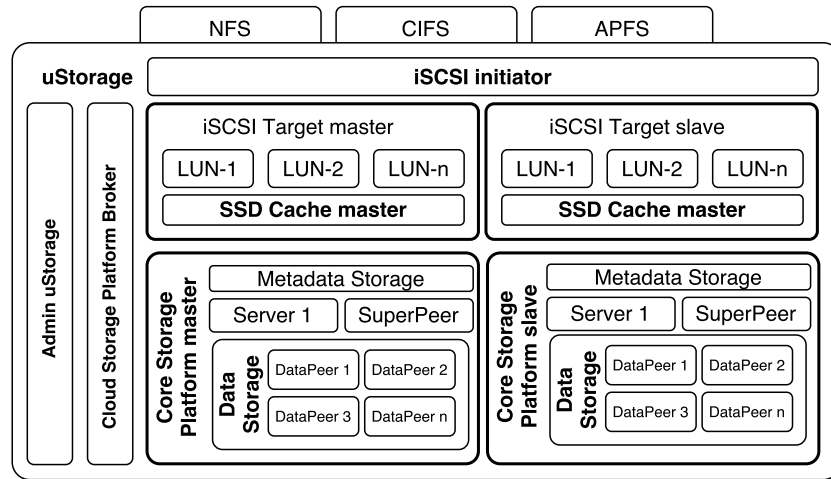 NFS
CIFS
APFS
uStorage
iSCSI initiator
Admin uStorage
Cloud Storage Platform Broker
iSCSI Target master
LUN-1
LUN-2
LUN-n
SSD Cache master
iSCSI Target slave
LUN-1
LUN-2
LUN-n
SSD Cache master
Core Storage
Platform master
Metadata Storage
Server 1
SuperPeer
Data
Storage
DataPeer 1
DataPeer 2
DataPeer 3
DataPeer n
Core Storage
Platform slave
Metadata Storage
Server 1
SuperPeer
Data
Storage
DataPeer 1
DataPeer 2
DataPeer 3
DataPeer n